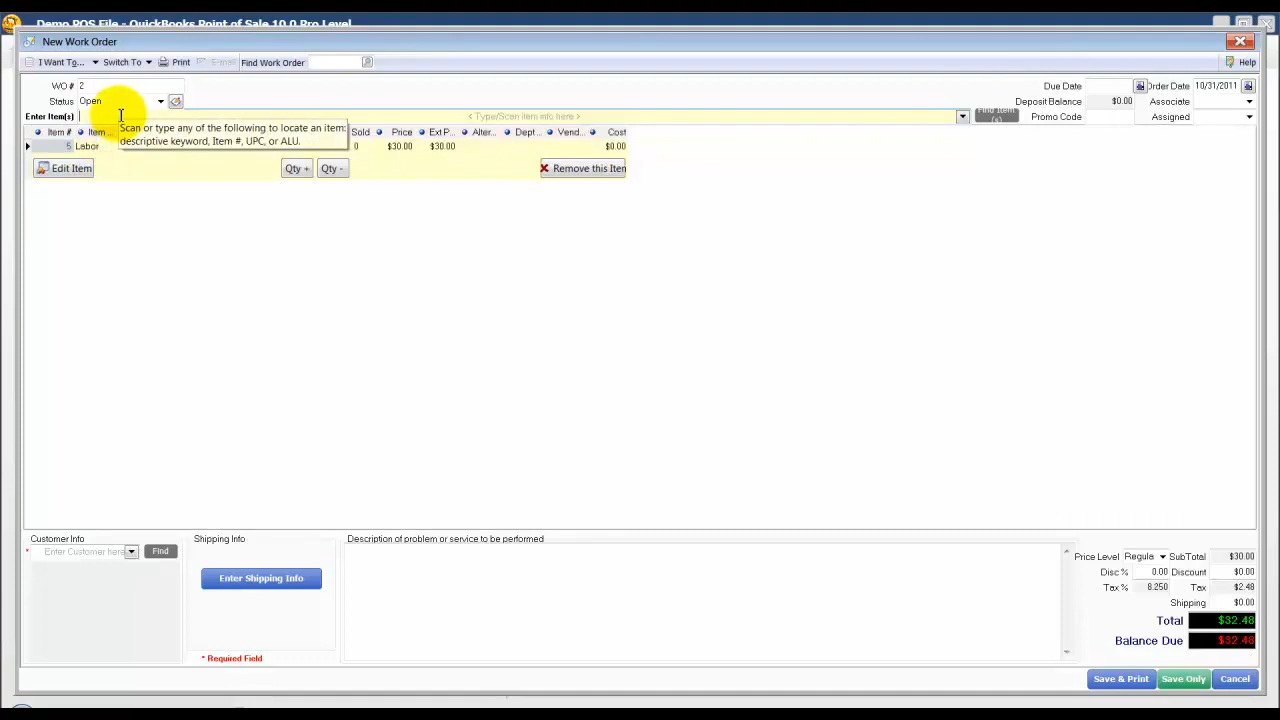 Demo POS File - QuickBooks Point of Sale 10.0 Pro Level
New Work Order
I Want To... Switch To Print E-mail Find Work Order Help
WO # 2 Due Date Order Date 10/31/2011
Status Open Deposit Balance $0.00 Associate
Enter Item(s) < Type/Scan item info here > Find Item (s) Promo Code Assigned
Scan or type any of the following to locate an item:
descriptive keyword, Item #, UPC, or ALU.
Item # Item ... Sold Price Ext P... Alter... Dept... Vend... Cost
5 Labor 0 $30.00 $30.00 $0.00
Edit Item Qty + Qty - Remove this Iten
Customer Info Shipping Info Description of problem or service to be performed
* Enter Customer here Find
Enter Shipping Info
* Required Field
Price Level Regula SubTotal $30.00
Disc % 0.00 Discount $0.00
Tax % 8.250 Tax $2.48
Shipping $0.00
Total $32.48
Balance Due $32.48
Save & Print Save Only Cancel